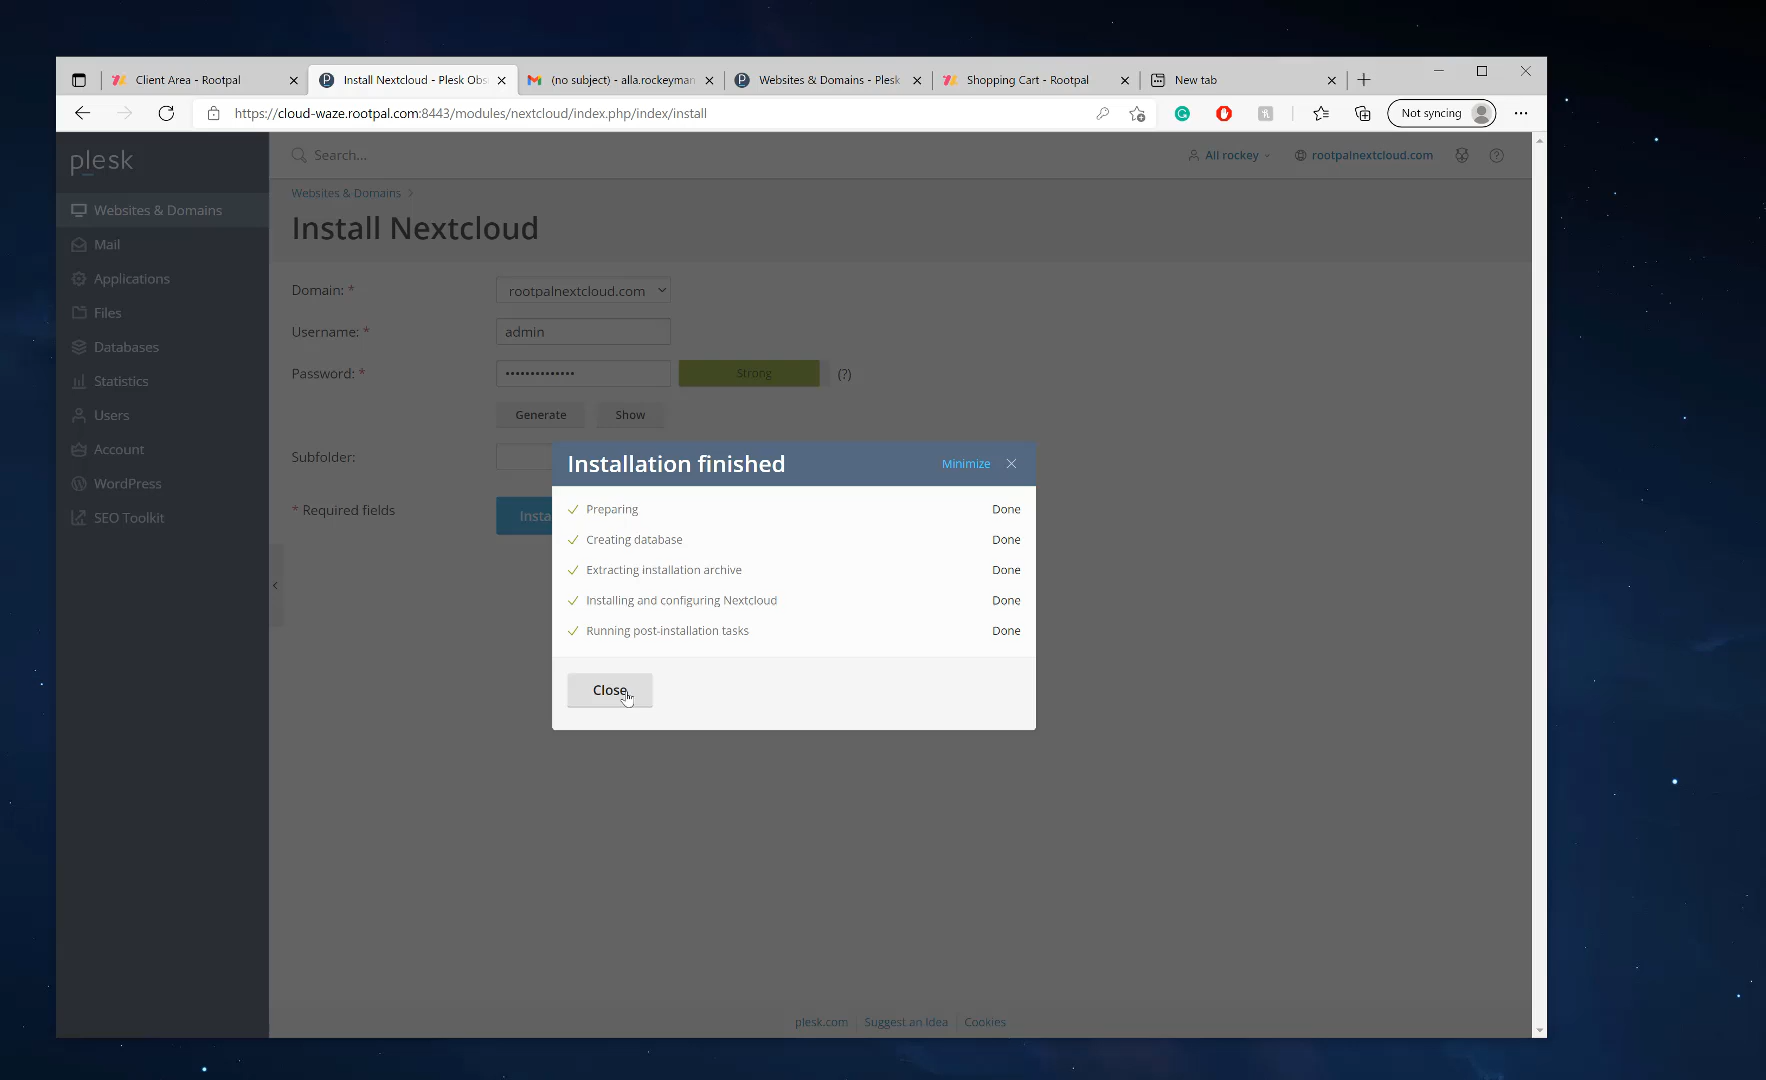 Client Area - Rootpal
Install Nextcloud - Plesk Obs
(no subject) - alla.rockeyman
Websites & Domains - Plesk
Shopping Cart - Rootpal
New tab
https://cloud-waze.rootpal.com:8443/modules/nextcloud/index.php/index/install
Not syncing
plesk
Search...
All rockey
rootpalnextcloud.com
Websites & Domains
Mail
Applications
Files
Databases
Statistics
Users
Account
WordPress
SEO Toolkit
Websites & Domains >
Install Nextcloud
Domain: *
rootpalnextcloud.com
Username: *
admin
Password: *
••••••••••••••
Strong
(?)
Generate
Show
Subfolder:
* Required fields
Insta
Installation finished
Minimize
Preparing Done
Creating database Done
Extracting installation archive Done
Installing and configuring Nextcloud Done
Running post-installation tasks Done
Close
plesk.com
Suggest an Idea
Cookies